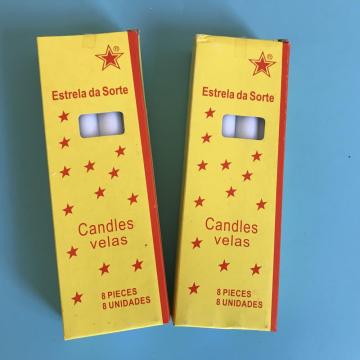 ®
Estrela da Sorte
Candles
velas
8 PIECES
8 UNIDADES
®
Estrela da Sorte
Candles
velas
8 PIECES
8 UNIDADES